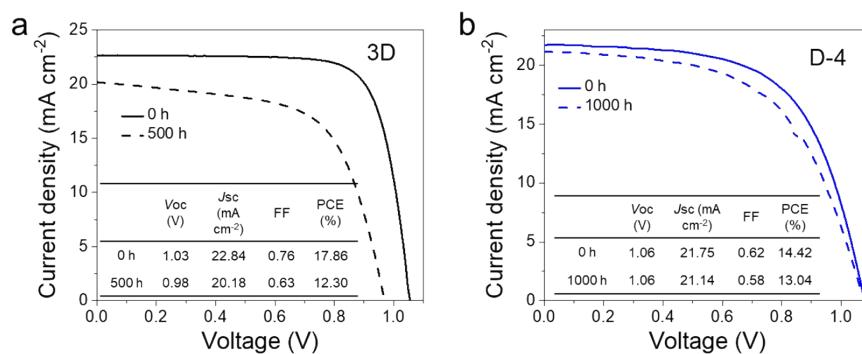 a
3D
25
20
15
10
5
0
Current density (mA cm-2)
0 h
500 h
Voc (V) Jsc (mA cm-2) FF PCE (%)
0 h 1.03 22.84 0.76 17.86
500 h 0.98 20.18 0.63 12.30
0.0 0.2 0.4 0.6 0.8 1.0
Voltage (V)
b
D-4
20
15
10
5
0
Current density (mA cm-2)
0 h
1000 h
Voc (V) Jsc (mA cm-2) FF PCE (%)
0 h 1.06 21.75 0.62 14.42
1000 h 1.06 21.14 0.58 13.04
0.0 0.2 0.4 0.6 0.8 1.0
Voltage (V)